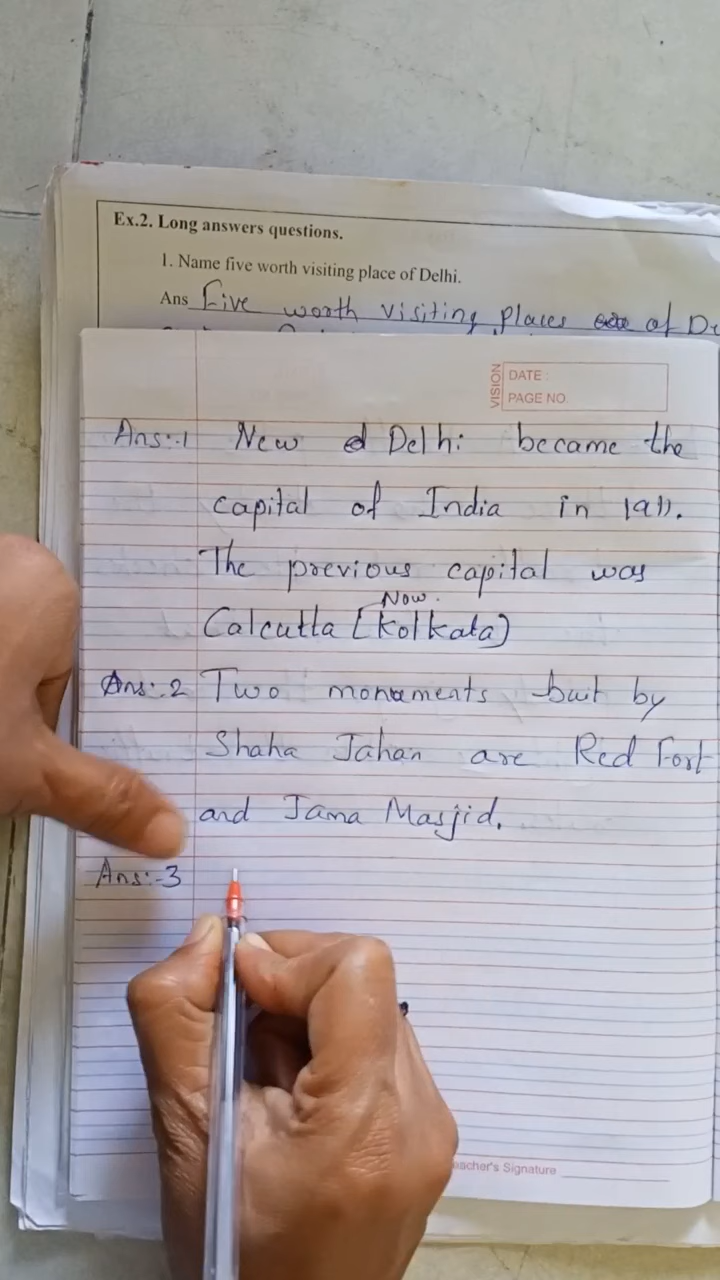 Ex.2. Long answers questions.
1. Name five worth visiting place of Delhi.
Ans Five worth visiting places of De
VISION
DATE :
PAGE NO.
Ans:-1 New Delhi became the
capital of India in 1911.
The previous capital was
Now.
Calcutta (Kolkata)
Ans:-2 Two monuments buit by
Shaha Jahan are Red Fort
and Jama Masjid.
Ans:-3
eacher's Signature